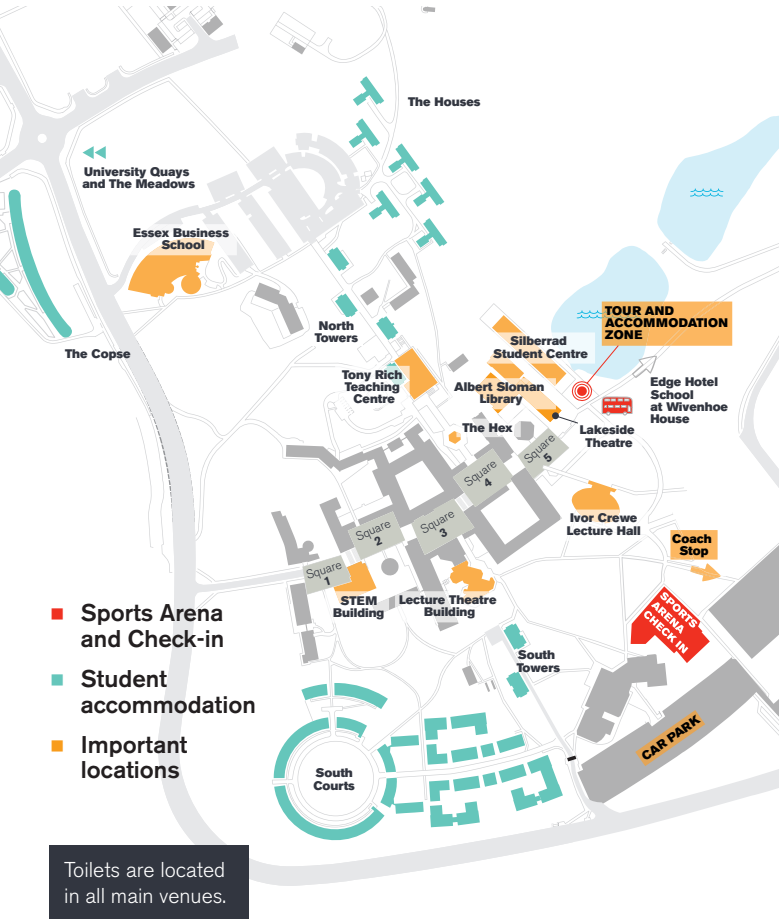 The Houses
University Quays
and The Meadows
Essex Business
School
TOUR AND
ACCOMMODATION
ZONE
North
Towers
Silberrad
Student Centre
The Copse
Tony Rich
Teaching
Centre
Albert Sloman
Library
Edge Hotel
School
at Wivenhoe
House
The Hex
Lakeside
Theatre
Square
5
Square
4
Square
3
Square
2
Square
1
Ivor Crewe
Lecture Hall
Coach
Stop
STEM
Building
Lecture Theatre
Building
SPORTS
ARENA
CHECK IN
South
Towers
Sports Arena
and Check-in
Student
accommodation
Important
locations
CAR PARK
South
Courts
Toilets are located
in all main venues.